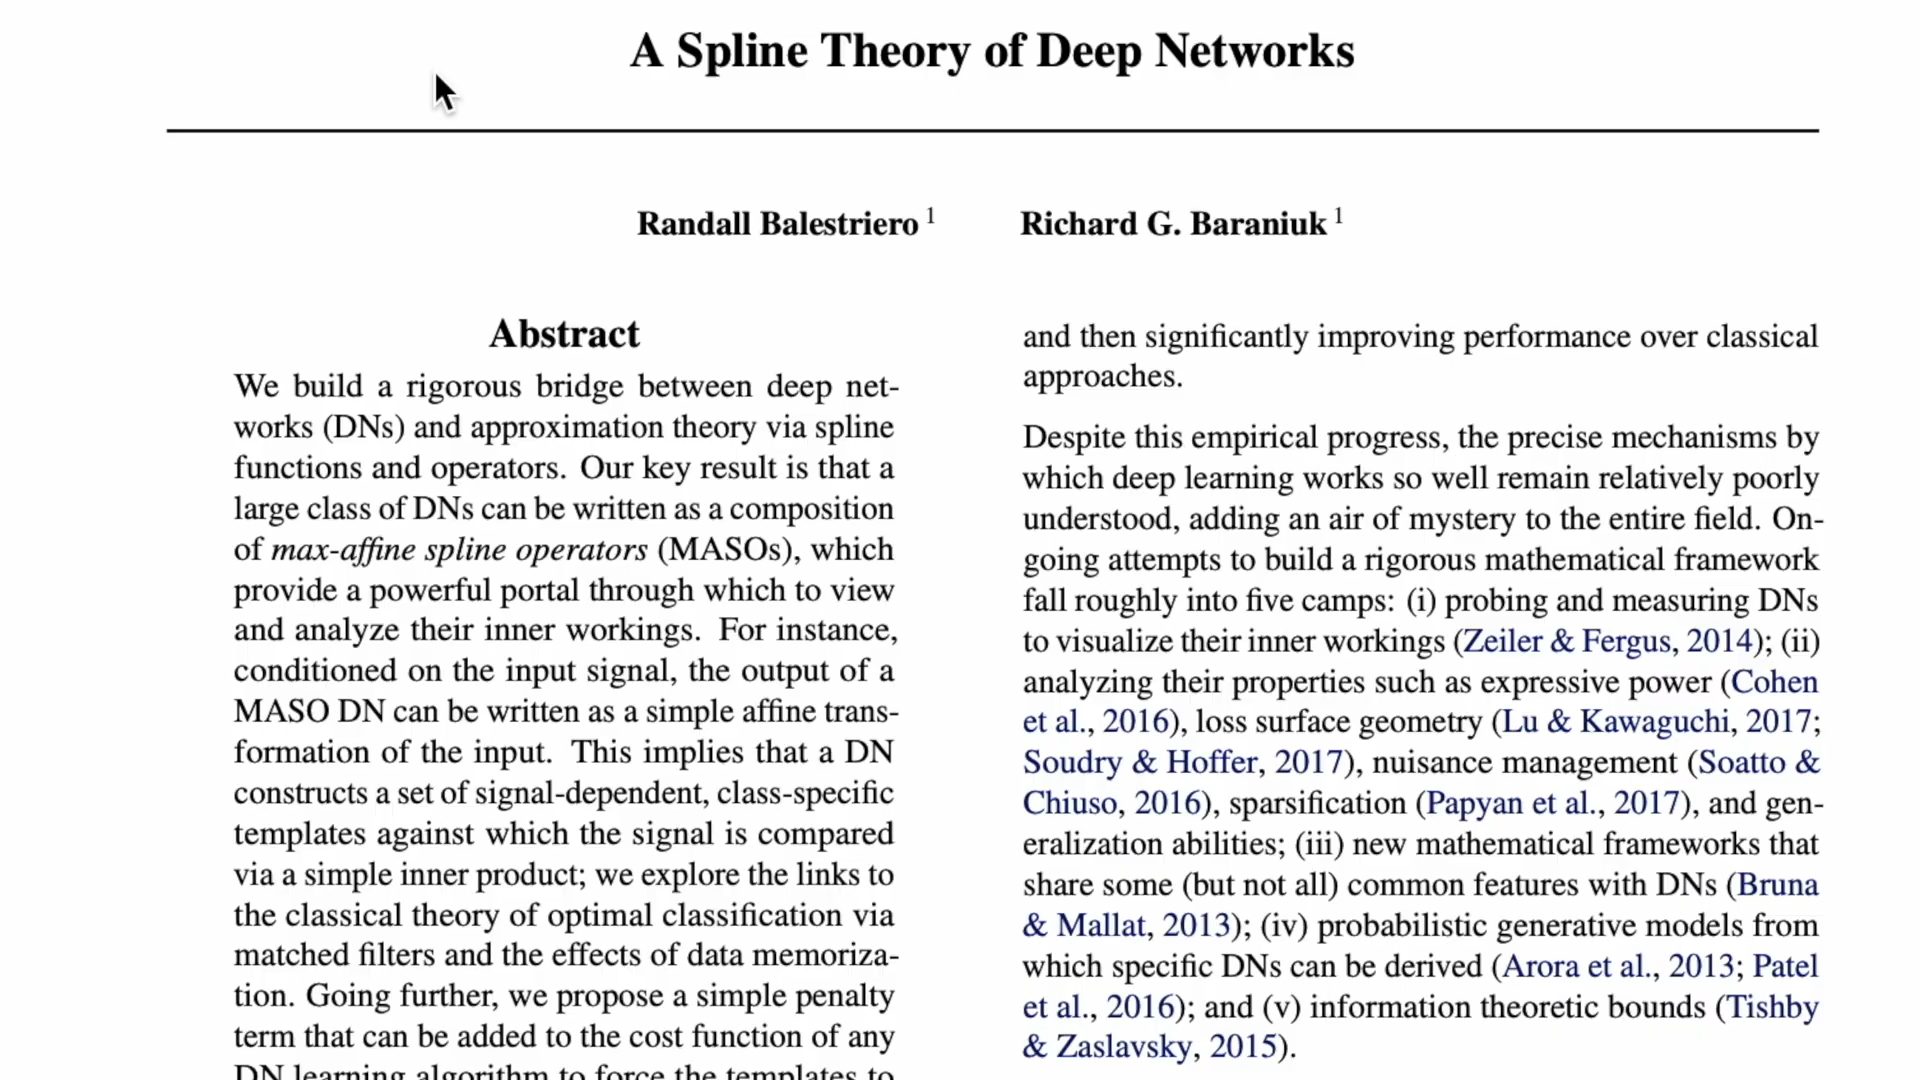 A Spline Theory of Deep Networks
Randall Balestriero 1 Richard G. Baraniuk 1
Abstract
We build a rigorous bridge between deep net-
works (DNs) and approximation theory via spline
functions and operators. Our key result is that a
large class of DNs can be written as a composition
of max-affine spline operators (MASOs), which
provide a powerful portal through which to view
and analyze their inner workings. For instance,
conditioned on the input signal, the output of a
MASO DN can be written as a simple affine trans-
formation of the input. This implies that a DN
constructs a set of signal-dependent, class-specific
templates against which the signal is compared
via a simple inner product; we explore the links to
the classical theory of optimal classification via
matched filters and the effects of data memoriza-
tion. Going further, we propose a simple penalty
term that can be added to the cost function of any
DN learning algorithm to force the templates to
and then significantly improving performance over classical
approaches.
Despite this empirical progress, the precise mechanisms by
which deep learning works so well remain relatively poorly
understood, adding an air of mystery to the entire field. On-
going attempts to build a rigorous mathematical framework
fall roughly into five camps: (i) probing and measuring DNs
to visualize their inner workings (Zeiler & Fergus, 2014); (ii)
analyzing their properties such as expressive power (Cohen
et al., 2016), loss surface geometry (Lu & Kawaguchi, 2017;
Soudry & Hoffer, 2017), nuisance management (Soatto &
Chiuso, 2016), sparsification (Papyan et al., 2017), and gen-
eralization abilities; (iii) new mathematical frameworks that
share some (but not all) common features with DNs (Bruna
& Mallat, 2013); (iv) probabilistic generative models from
which specific DNs can be derived (Arora et al., 2013; Patel
et al., 2016); and (v) information theoretic bounds (Tishby
& Zaslavsky, 2015).